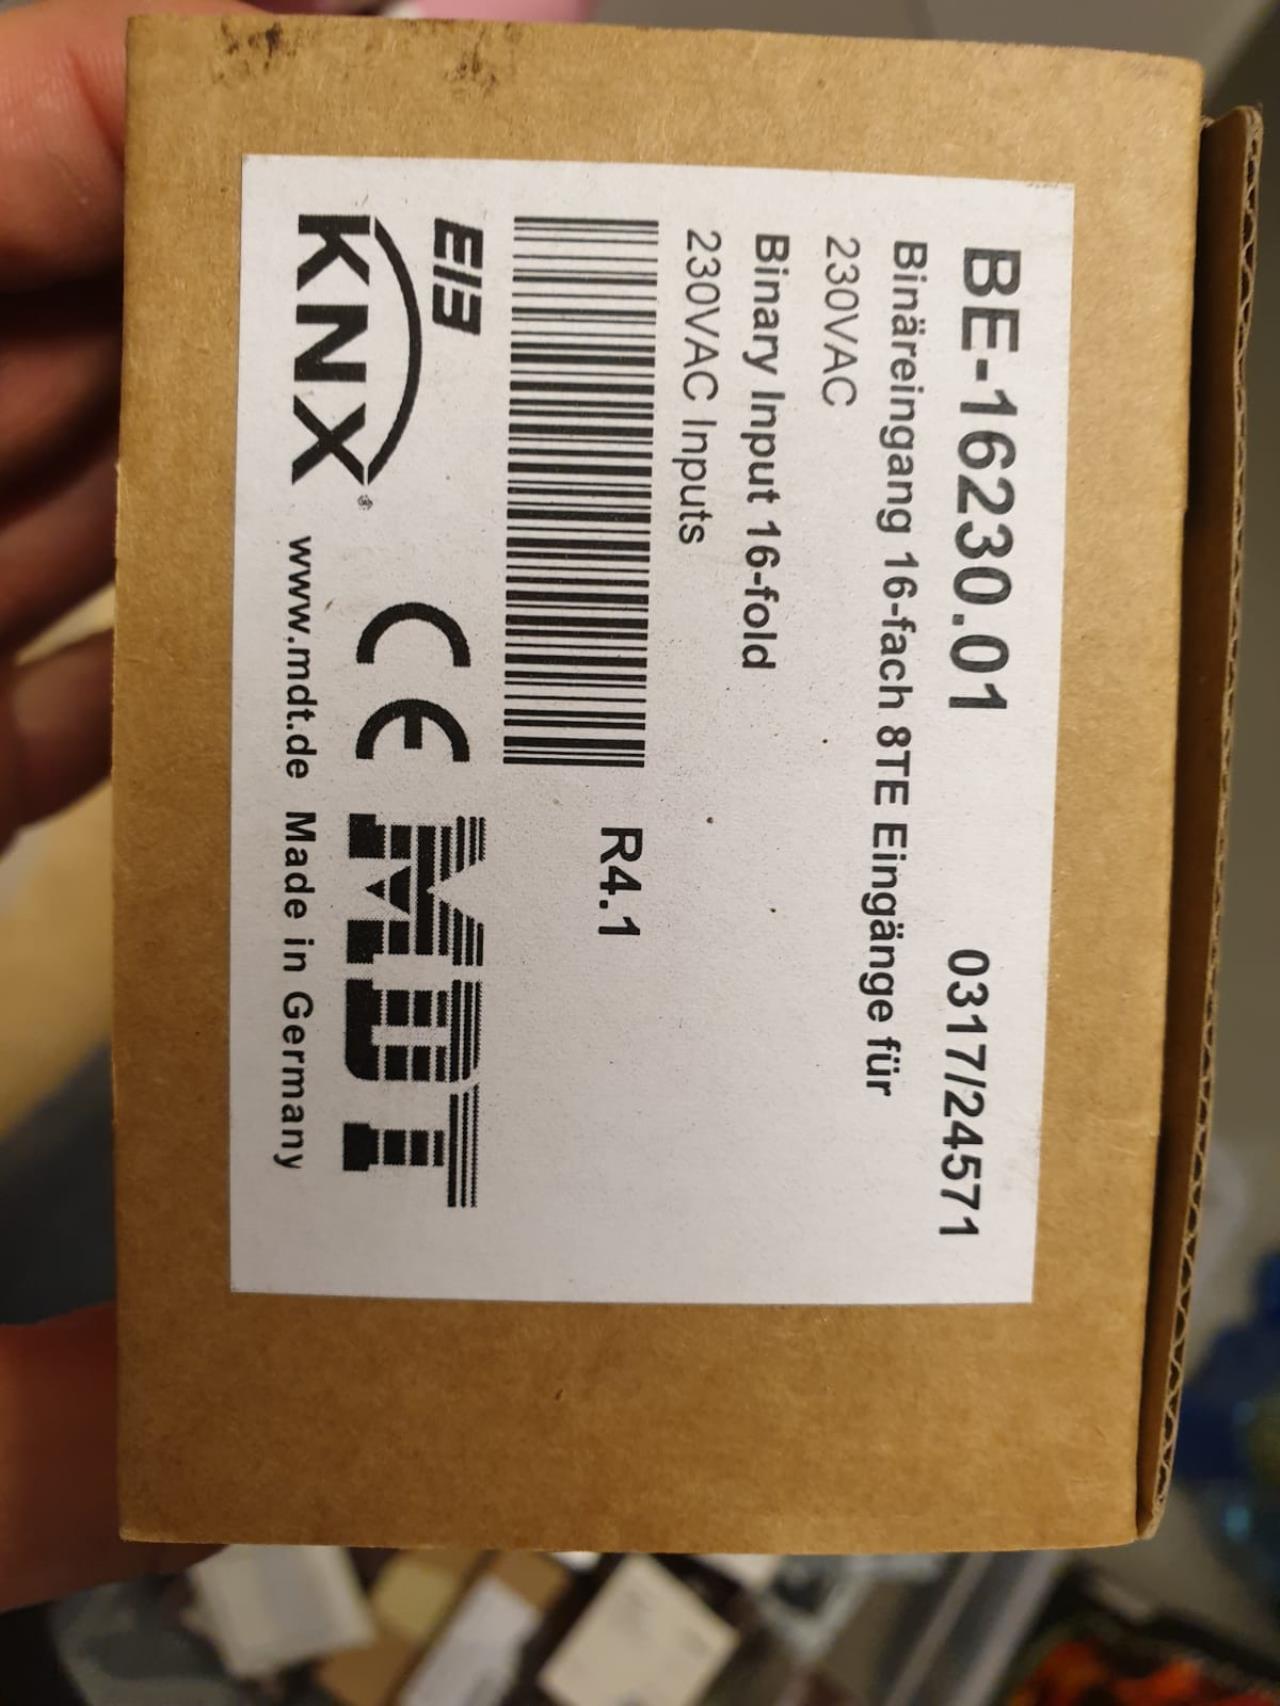 BE-16230.01 0317/24571
Binäreingang 16-fach 8TE Eingänge für
230VAC
Binary Input 16-fold
230VAC Inputs
R4.1
EIB
KNX® CE MDT
www.mdt.de Made in Germany